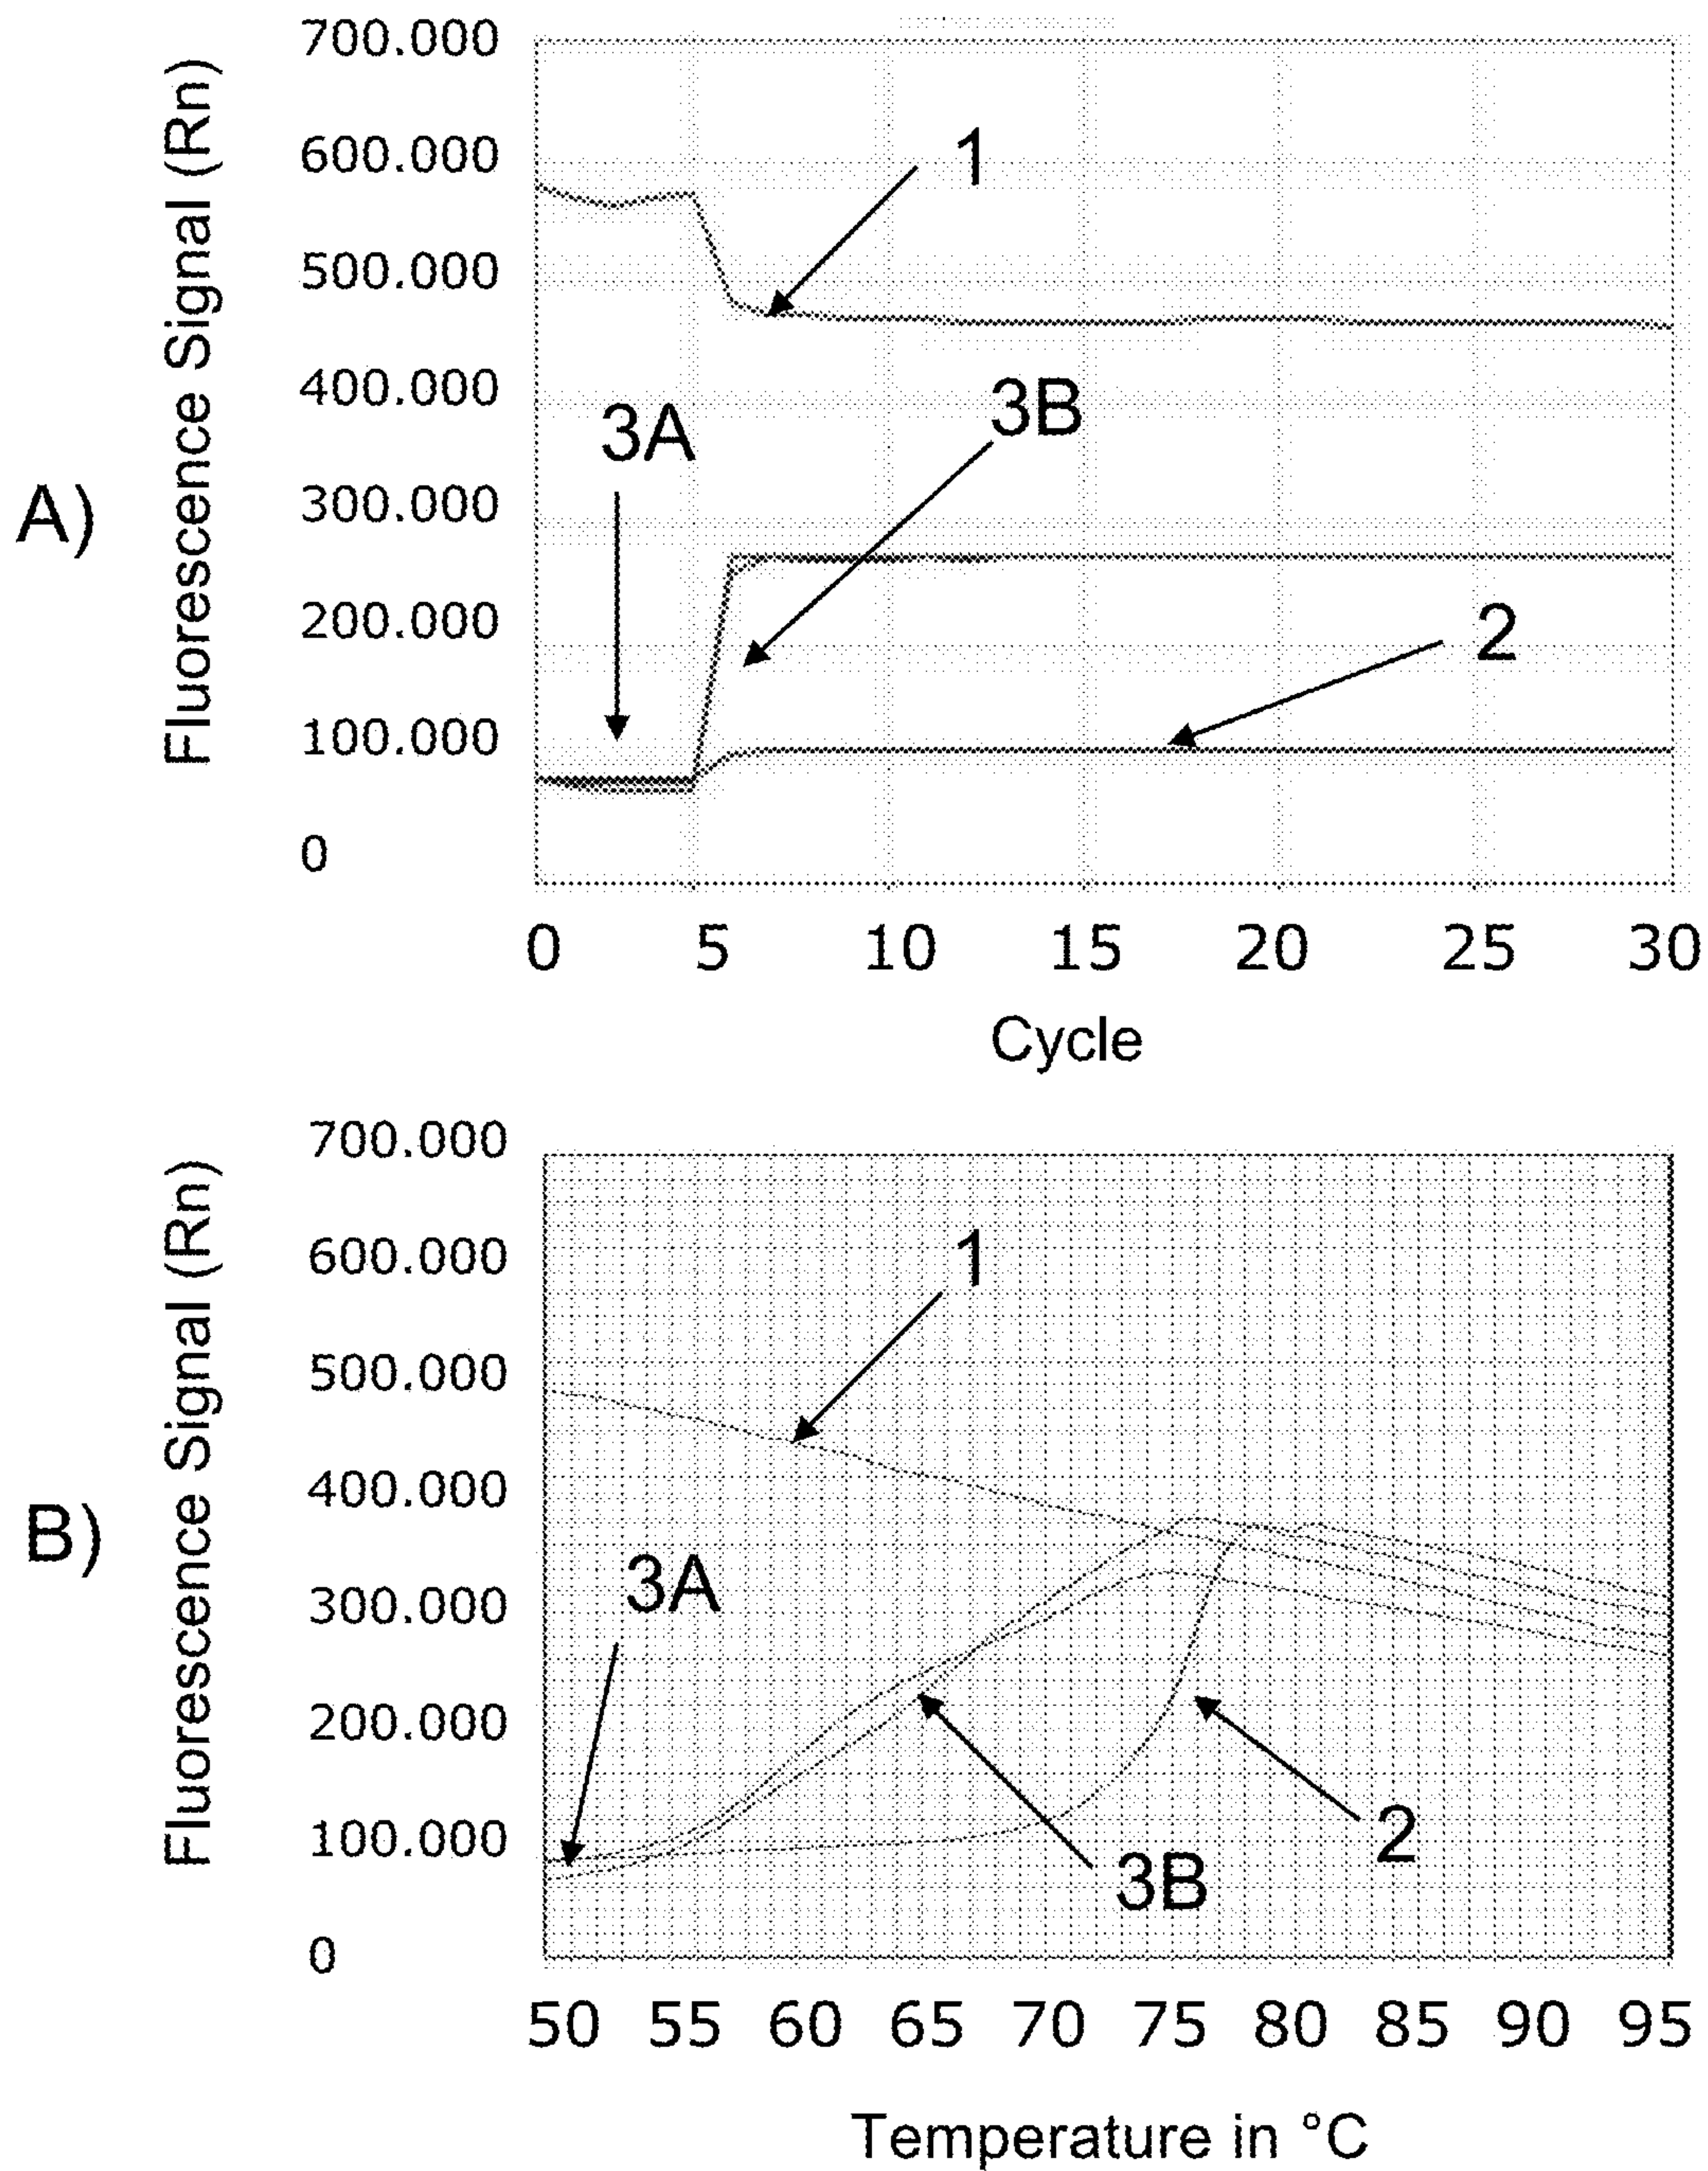 A)
Fluorescence Signal (Rn)
700.000
600.000
500.000
400.000
300.000
200.000
100.000
0
1
3A
3B
2
0 5 10 15 20 25 30
Cycle
B)
Fluorescence Signal (Rn)
700.000
600.000
500.000
400.000
300.000
200.000
100.000
0
1
3A
3B
2
50 55 60 65 70 75 80 85 90 95
Temperature in °C